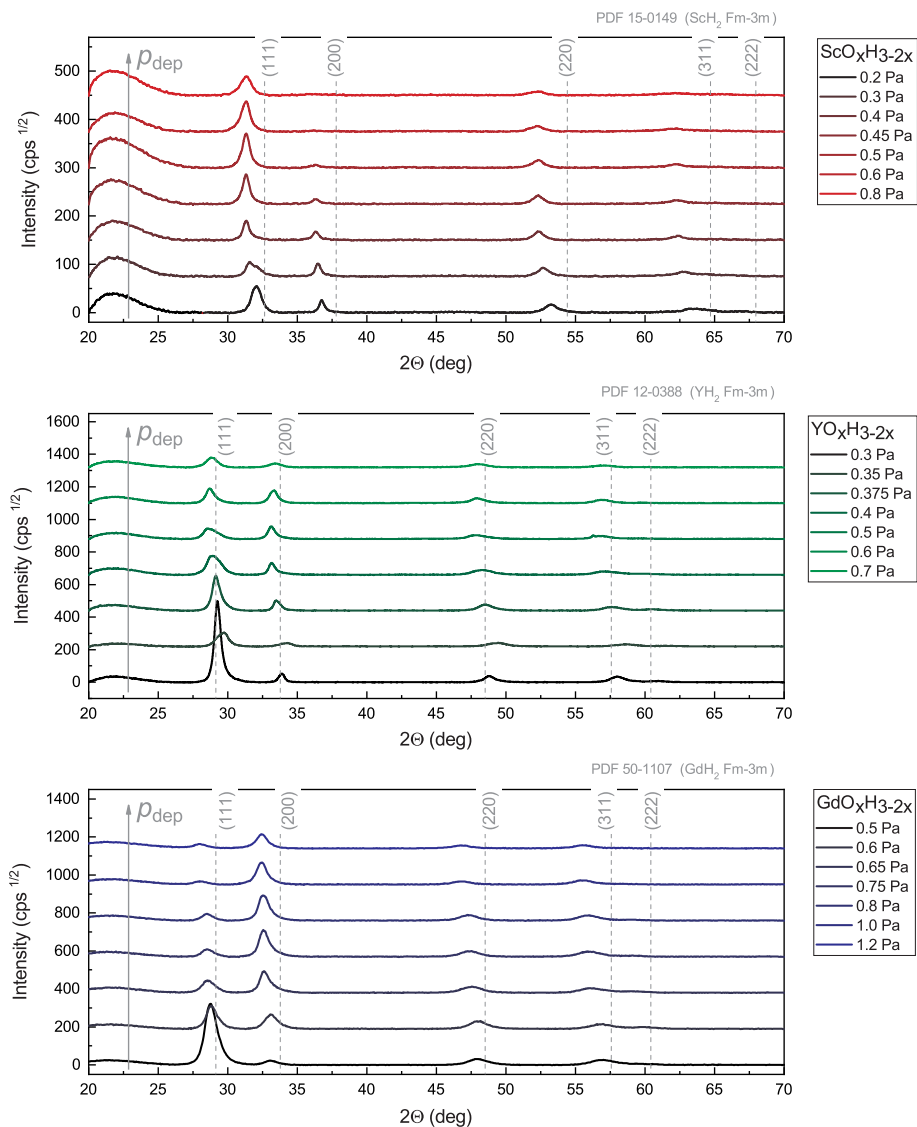 PDF 15-0149 (ScH2 Fm-3m)
pdep
(111)
(200)
(220)
(311)
(222)
Intensity (cps 1/2)
500
400
300
200
100
0
20 25 30 35 40 45 50 55 60 65 70
2Θ (deg)
ScOxH3-2x
0.2 Pa
0.3 Pa
0.4 Pa
0.45 Pa
0.5 Pa
0.6 Pa
0.8 Pa
PDF 12-0388 (YH2 Fm-3m)
pdep
(111)
(200)
(220)
(311)
(222)
Intensity (cps 1/2)
1600
1400
1200
1000
800
600
400
200
0
20 25 30 35 40 45 50 55 60 65 70
2Θ (deg)
YOxH3-2x
0.3 Pa
0.35 Pa
0.375 Pa
0.4 Pa
0.5 Pa
0.6 Pa
0.7 Pa
PDF 50-1107 (GdH2 Fm-3m)
pdep
(111)
(200)
(220)
(311)
(222)
Intensity (cps 1/2)
1400
1200
1000
800
600
400
200
0
20 25 30 35 40 45 50 55 60 65 70
2Θ (deg)
GdOxH3-2x
0.5 Pa
0.6 Pa
0.65 Pa
0.75 Pa
0.8 Pa
1.0 Pa
1.2 Pa